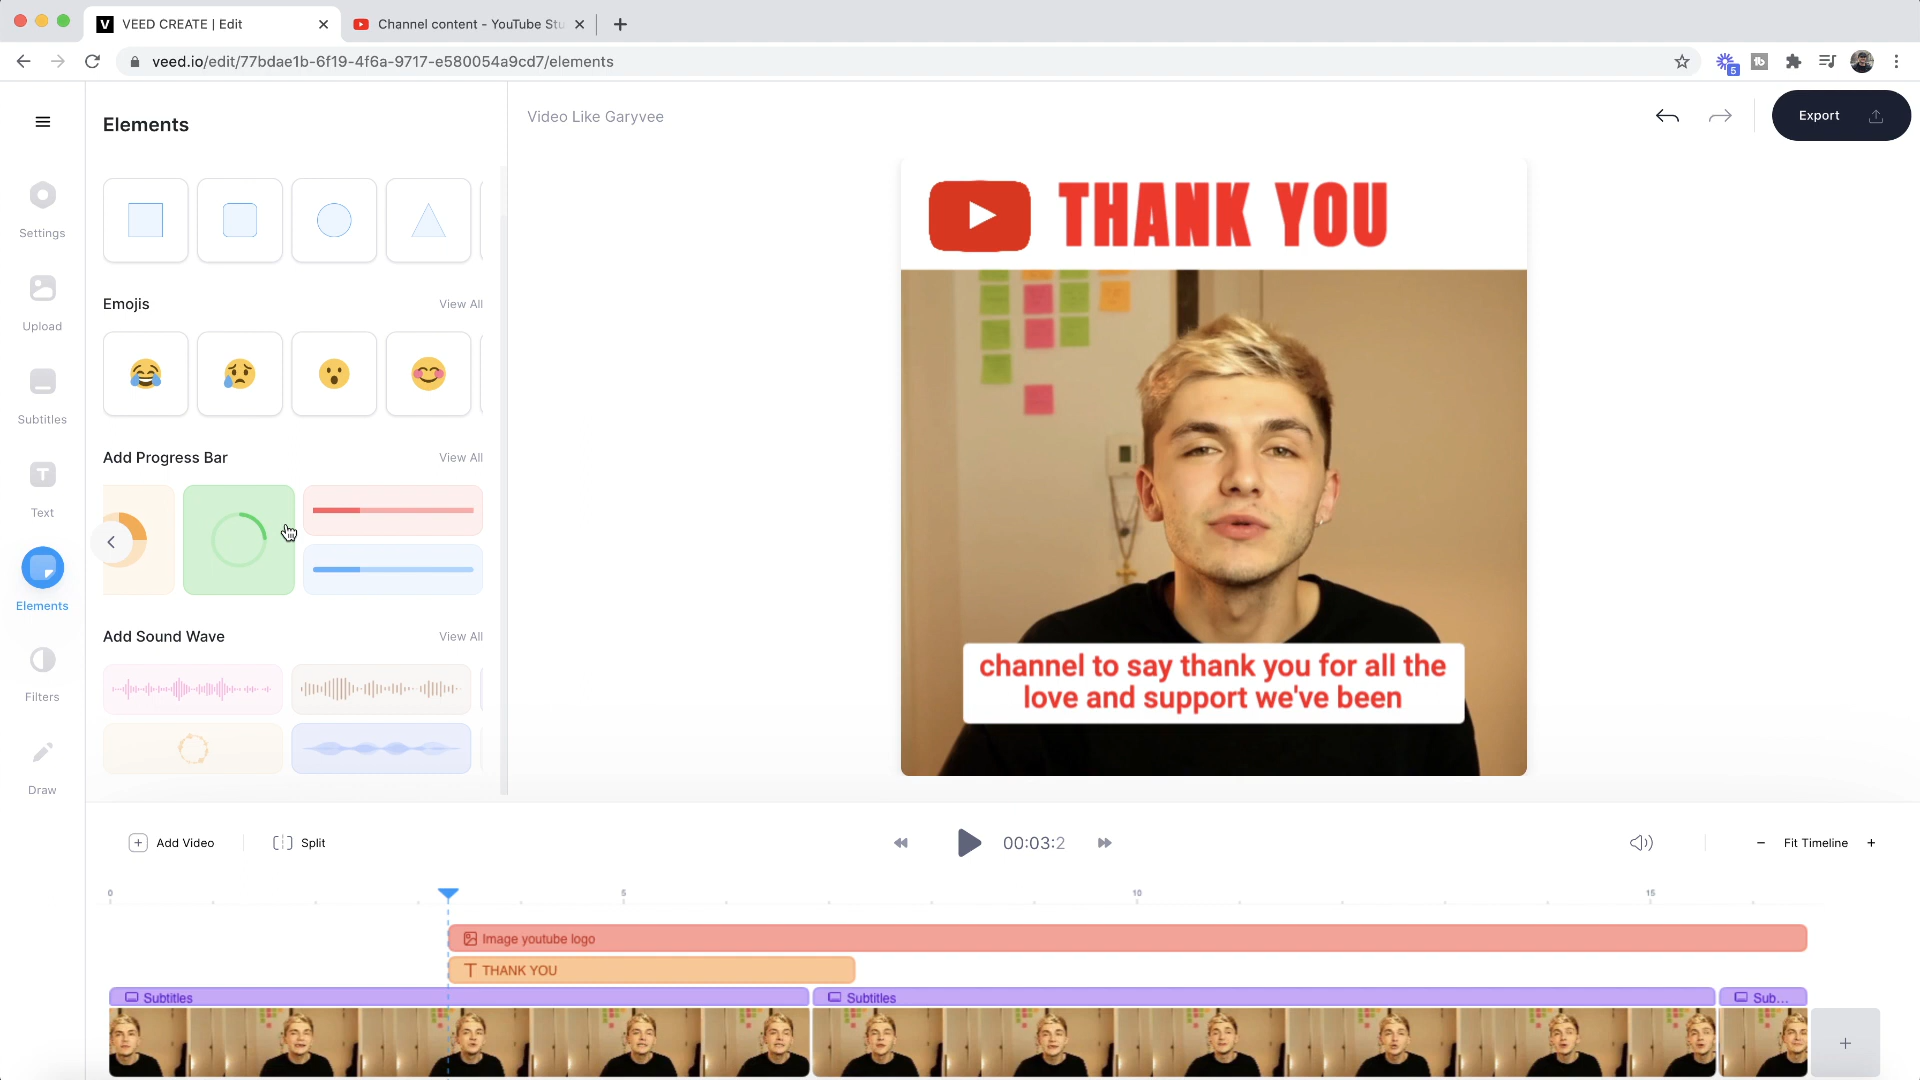 VEED CREATE | Edit
Channel content - YouTube Stu
veed.io/edit/77bdae1b-6f19-4f6a-9717-e580054a9cd7/elements
5
Elements
Video Like Garyvee
Export
THANK YOU
Settings
Upload
Subtitles
Text
Elements
Filters
Draw
Emojis
View All
Add Progress Bar
View All
Add Sound Wave
View All
channel to say thank you for all the
love and support we've been
Add Video
Split
00:03:2
Fit Timeline
0
5
10
15
Image youtube logo
THANK YOU
Subtitles
Subtitles
Sub...